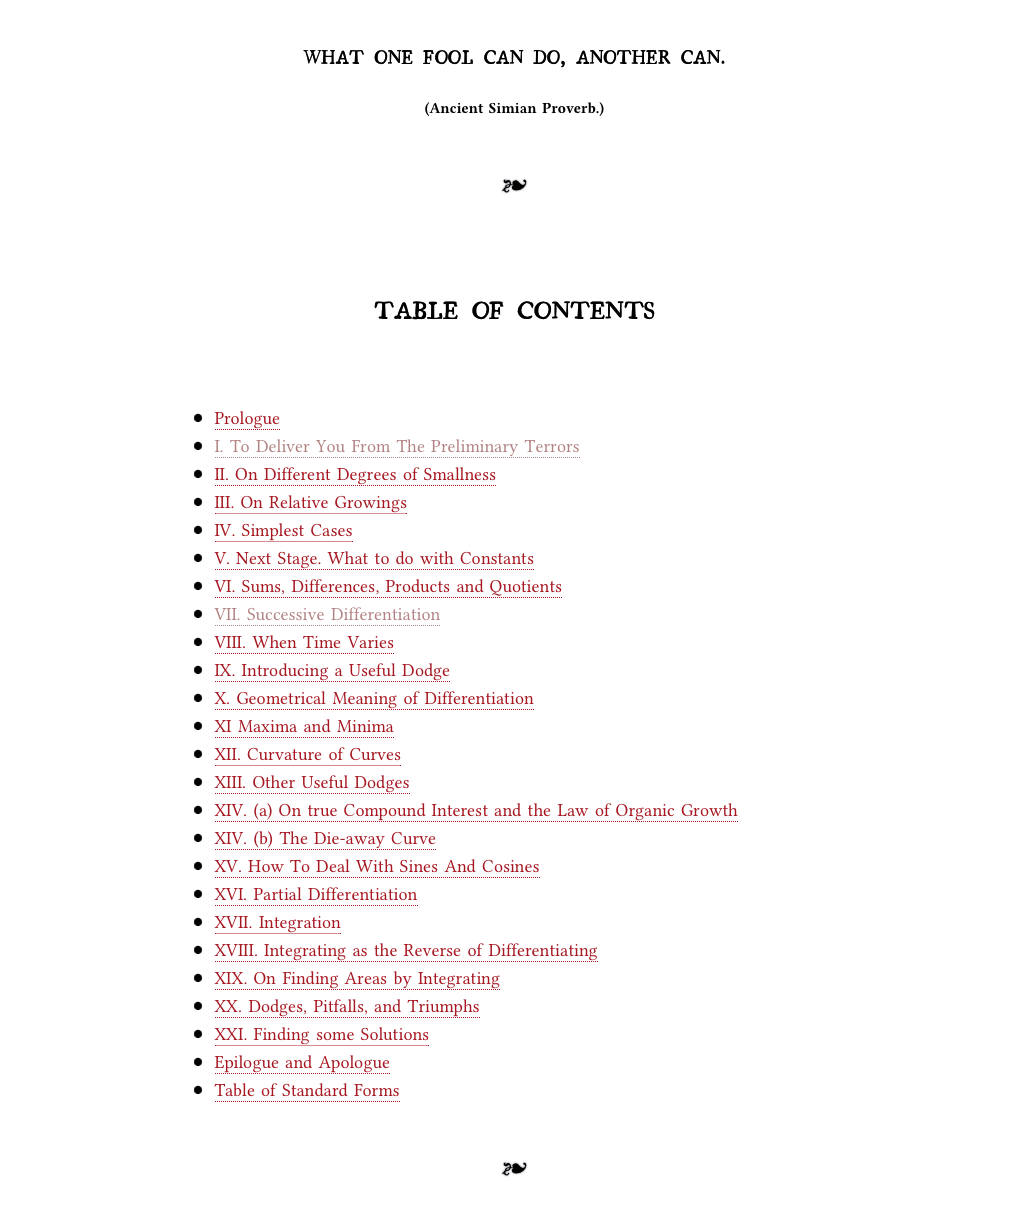 WHAT ONE FOOL CAN DO, ANOTHER CAN.
(Ancient Simian Proverb.)
❧
TABLE OF CONTENTS
Prologue
I. To Deliver You From The Preliminary Terrors
II. On Different Degrees of Smallness
III. On Relative Growings
IV. Simplest Cases
V. Next Stage. What to do with Constants
VI. Sums, Differences, Products and Quotients
VII. Successive Differentiation
VIII. When Time Varies
IX. Introducing a Useful Dodge
X. Geometrical Meaning of Differentiation
XI Maxima and Minima
XII. Curvature of Curves
XIII. Other Useful Dodges
XIV. (a) On true Compound Interest and the Law of Organic Growth
XIV. (b) The Die-away Curve
XV. How To Deal With Sines And Cosines
XVI. Partial Differentiation
XVII. Integration
XVIII. Integrating as the Reverse of Differentiating
XIX. On Finding Areas by Integrating
XX. Dodges, Pitfalls, and Triumphs
XXI. Finding some Solutions
Epilogue and Apologue
Table of Standard Forms
❧